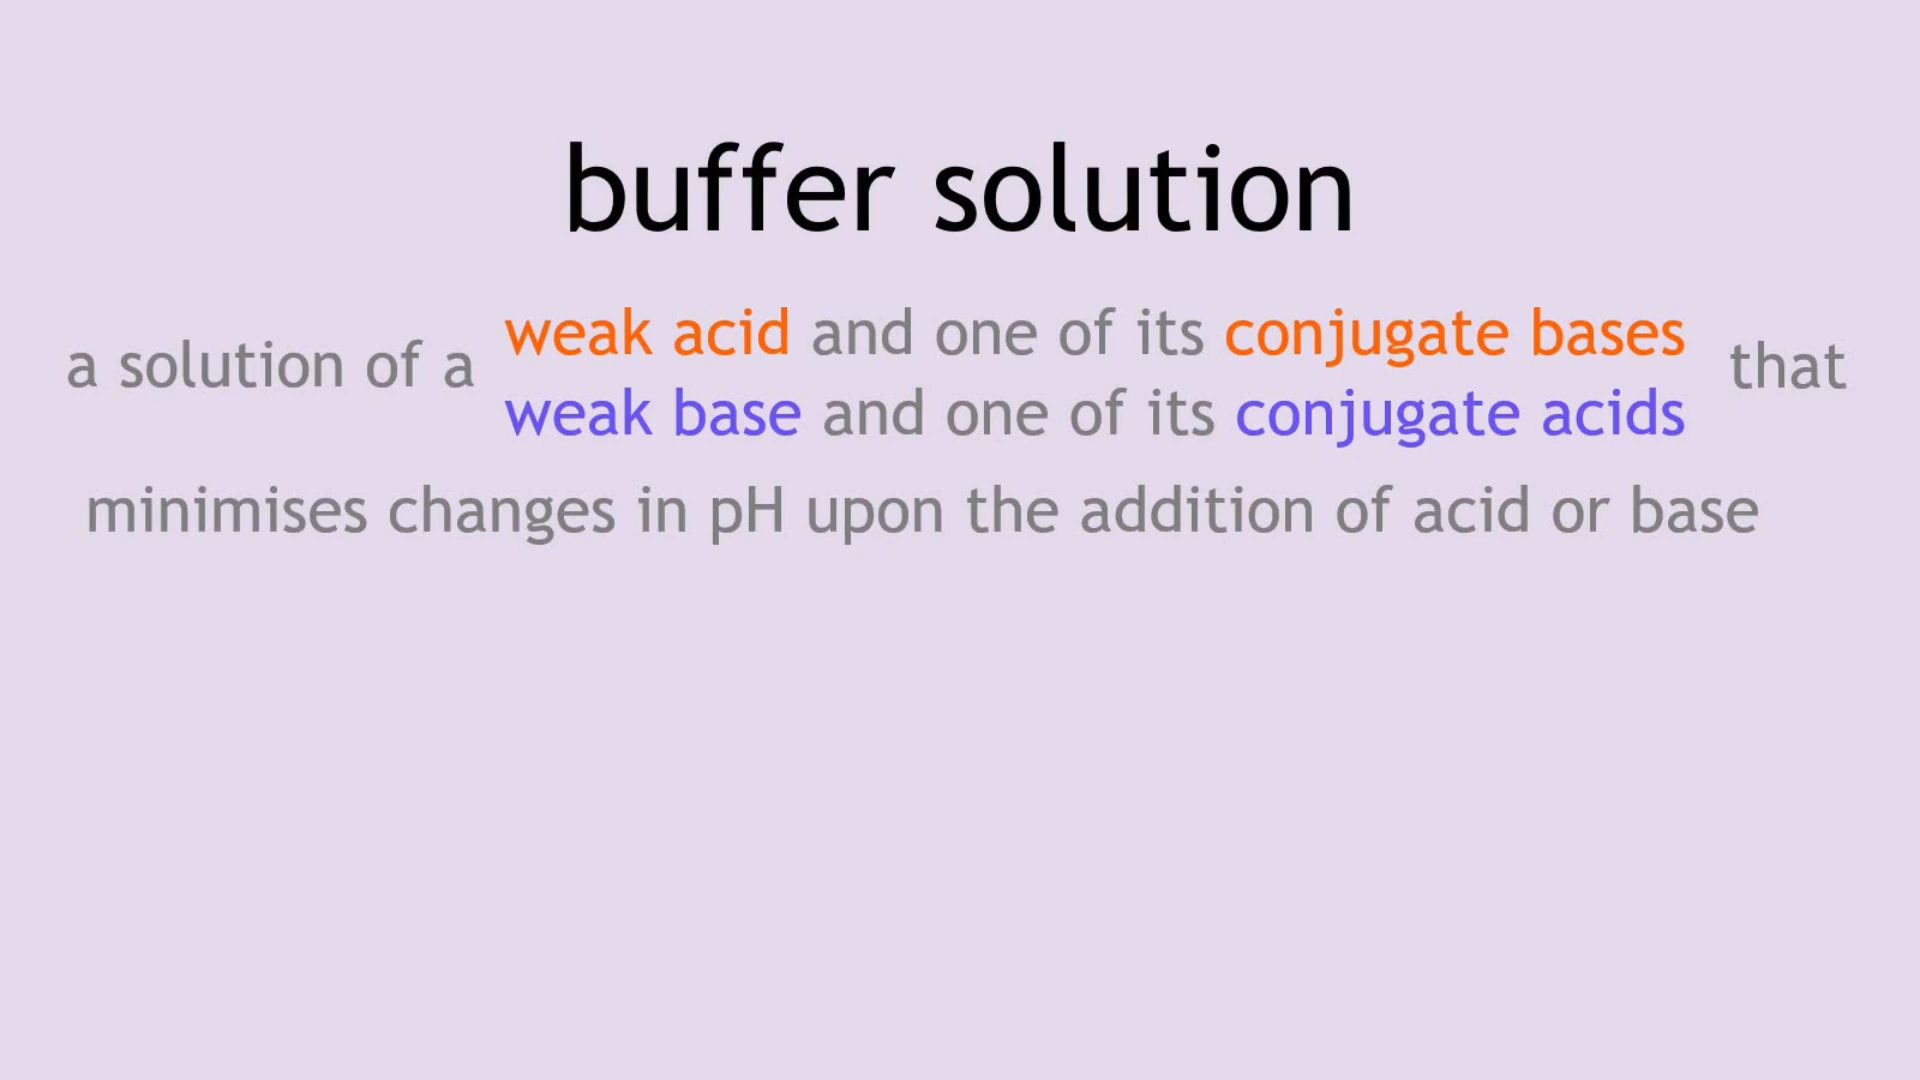 buffer solution
a solution of a
weak acid and one of its conjugate bases
weak base and one of its conjugate acids
that
minimises changes in pH upon the addition of acid or base